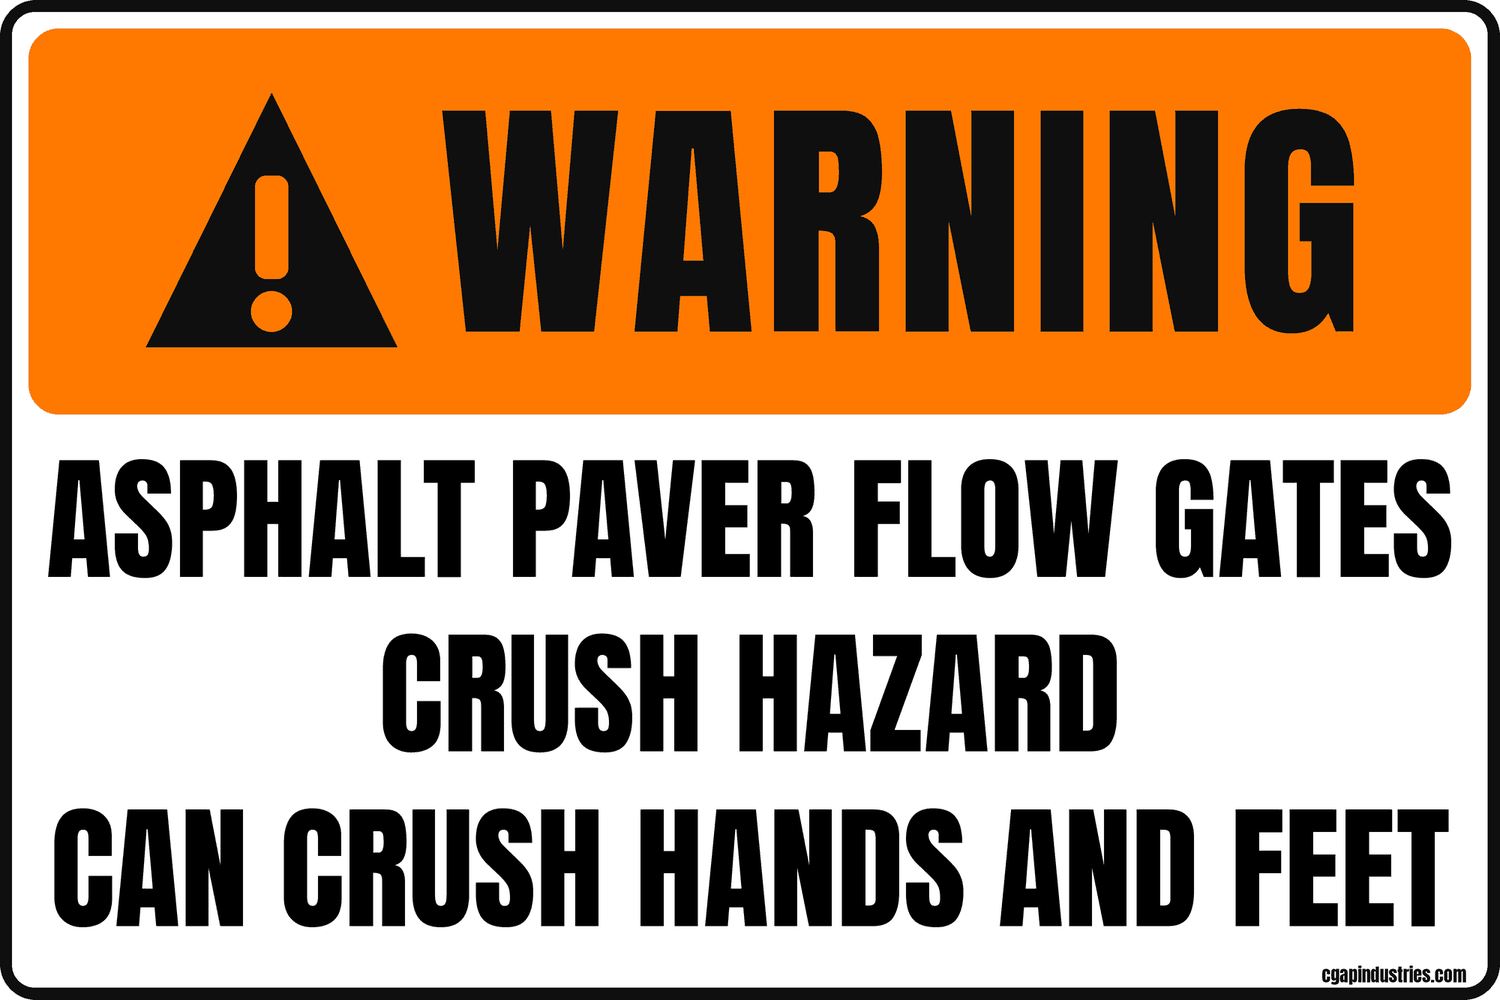 WARNING
ASPHALT PAVER FLOW GATES
CRUSH HAZARD
CAN CRUSH HANDS AND FEET
cgapindustries.com